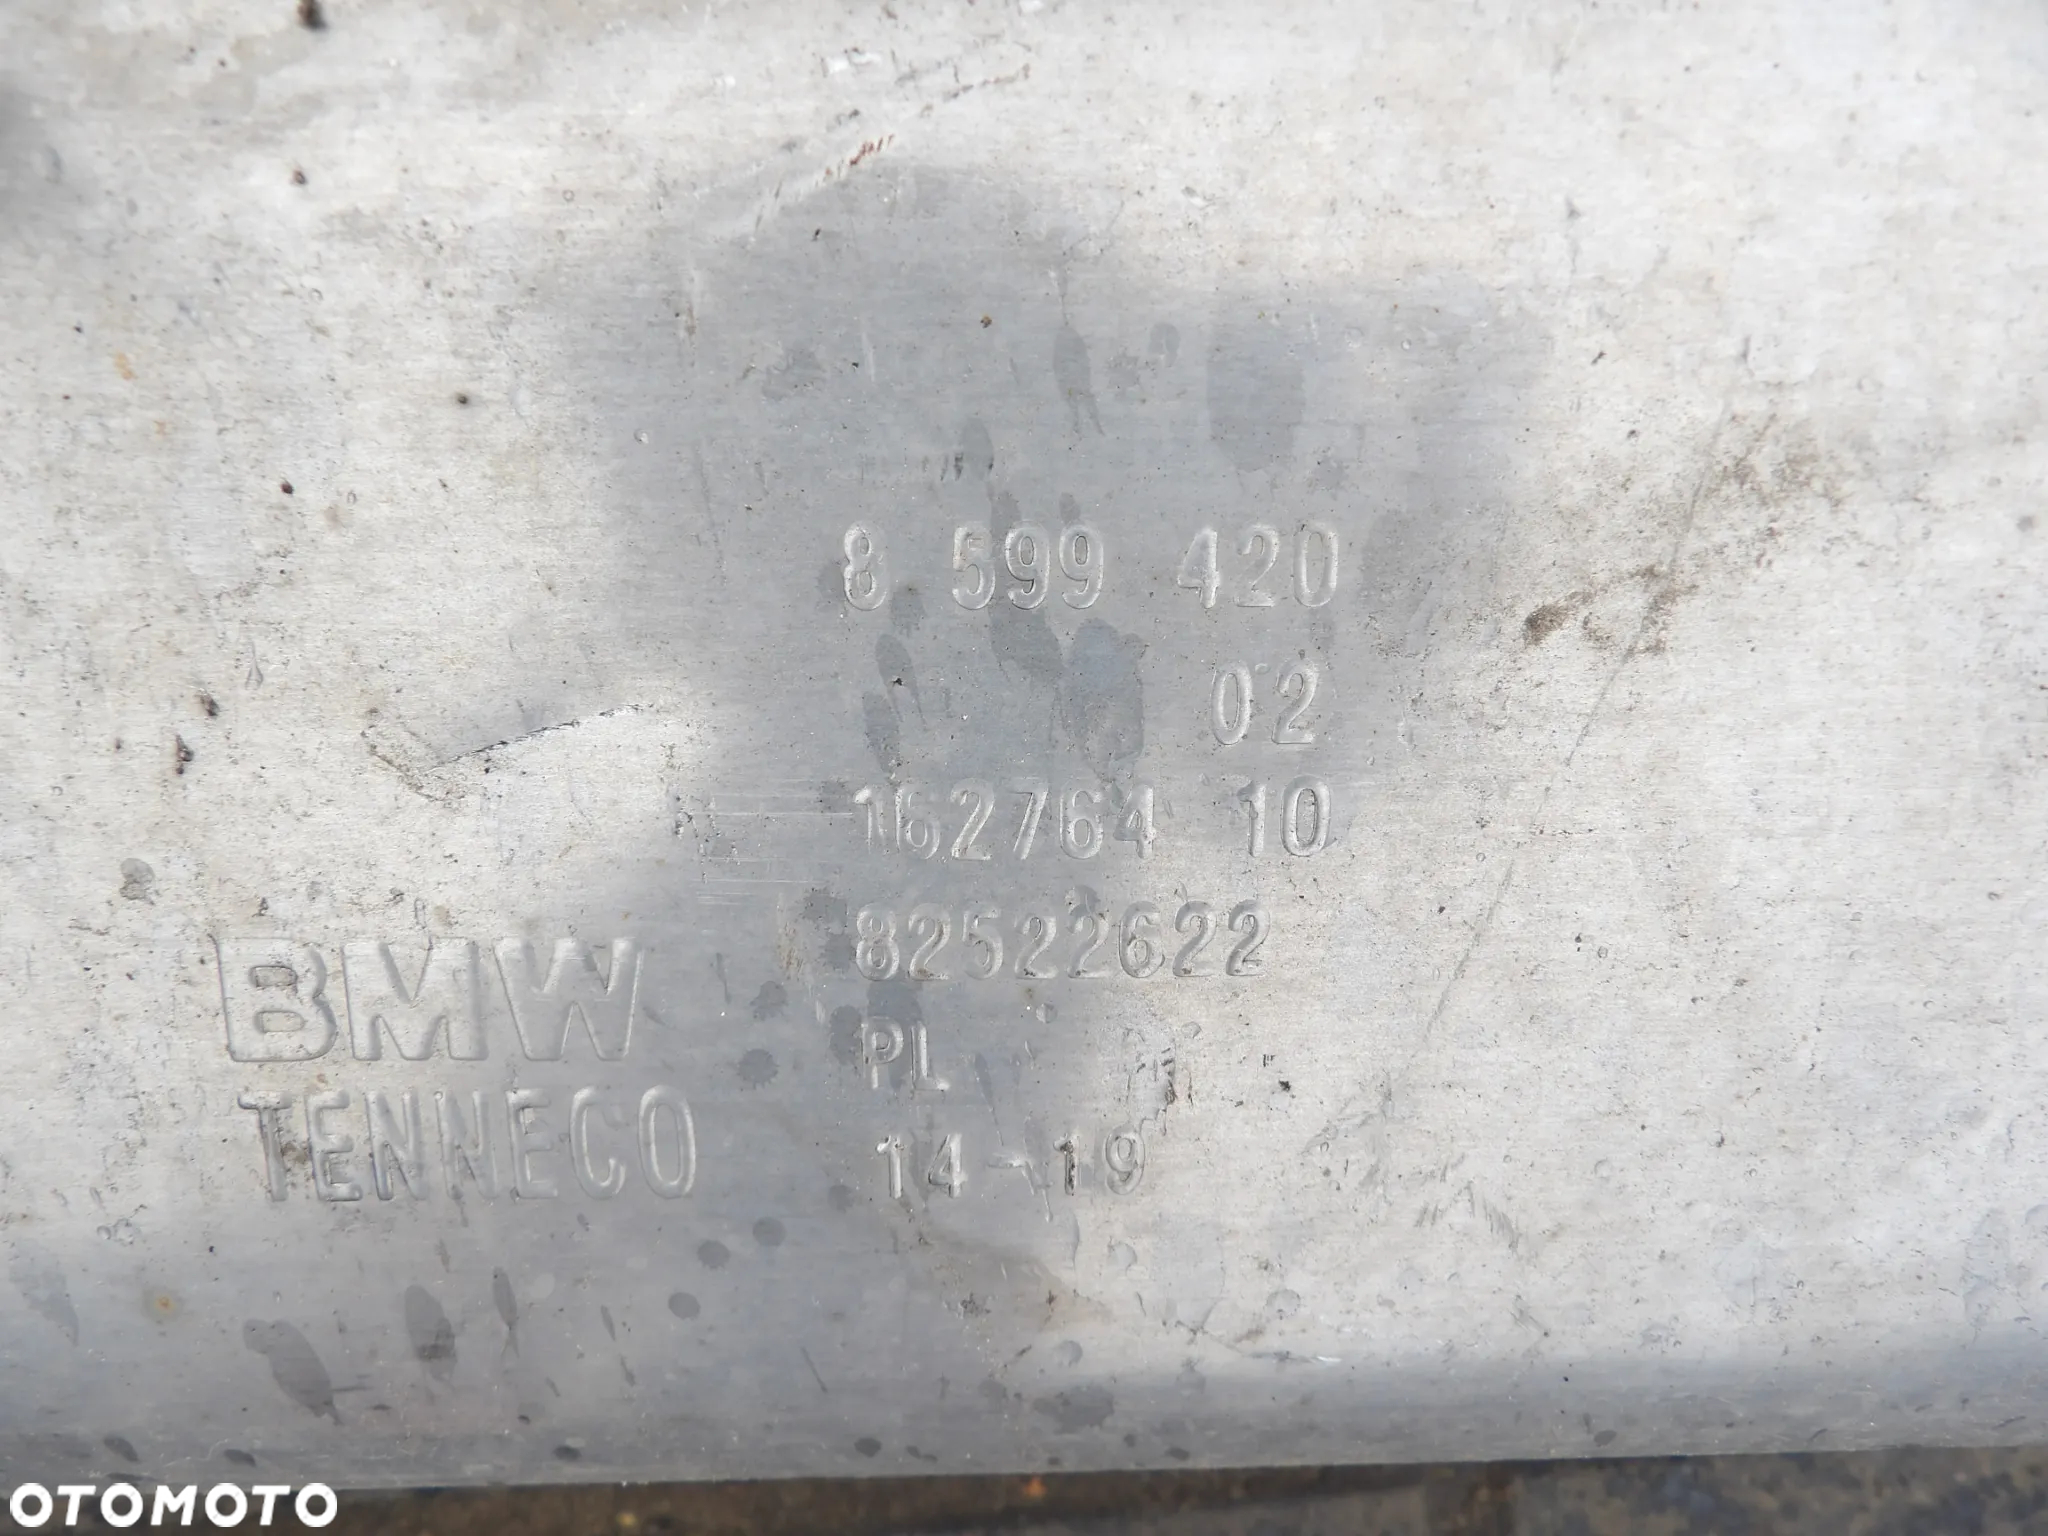 8 599 420
02
162764 10
82522622
BMW
PL
TENNECO
14-19
OTOMOTO